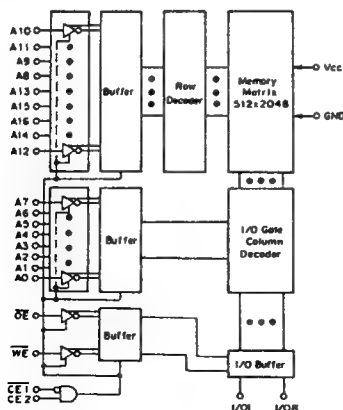 A10
A11
A9
A8
A13
A15
A16
A14
A12
Buffer
Row
Decoder
Memory
Matrix
512x2048
Vcc
GND
A7
A6
A5
A4
A3
A2
A1
A0
Buffer
I/O Gate
Column
Decoder
OE
WE
Buffer
I/O Buffer
CE1
CE2
I/O1
I/O8